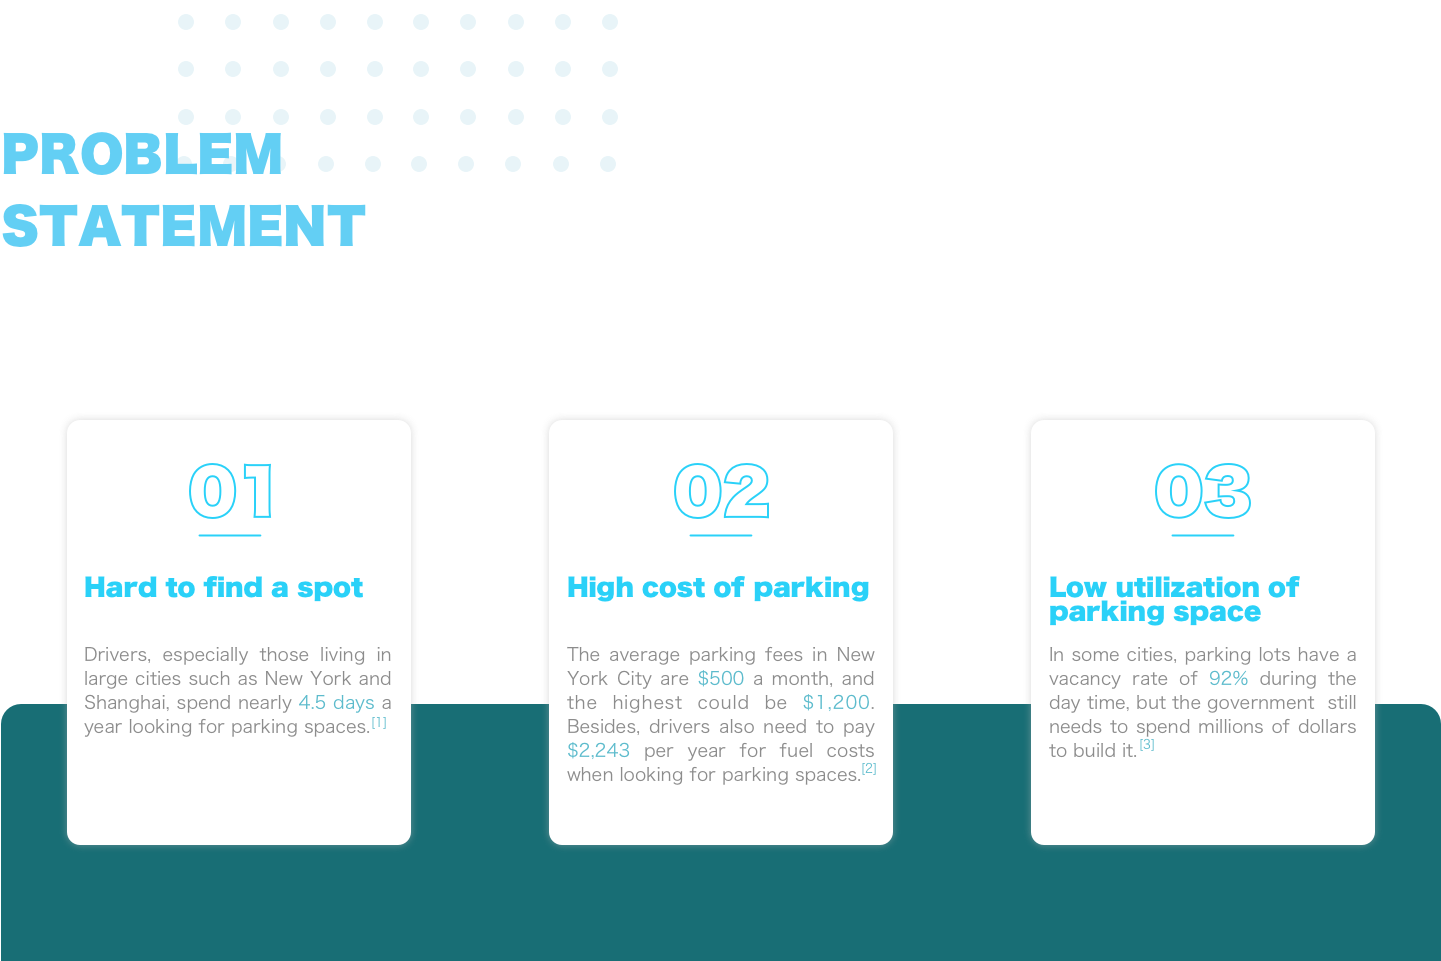 PROBLEM
STATEMENT
01
Hard to find a spot
Drivers, especially those living in
large cities such as New York and
Shanghai, spend nearly 4.5 days a
year looking for parking spaces.[1]
02
High cost of parking
The average parking fees in New
York City are $500 a month, and
the highest could be $1,200.
Besides, drivers also need to pay
$2,243 per year for fuel costs
when looking for parking spaces.[2]
03
Low utilization of
parking space
In some cities, parking lots have a
vacancy rate of 92% during the
day time, but the government still
needs to spend millions of dollars
to build it.[3]